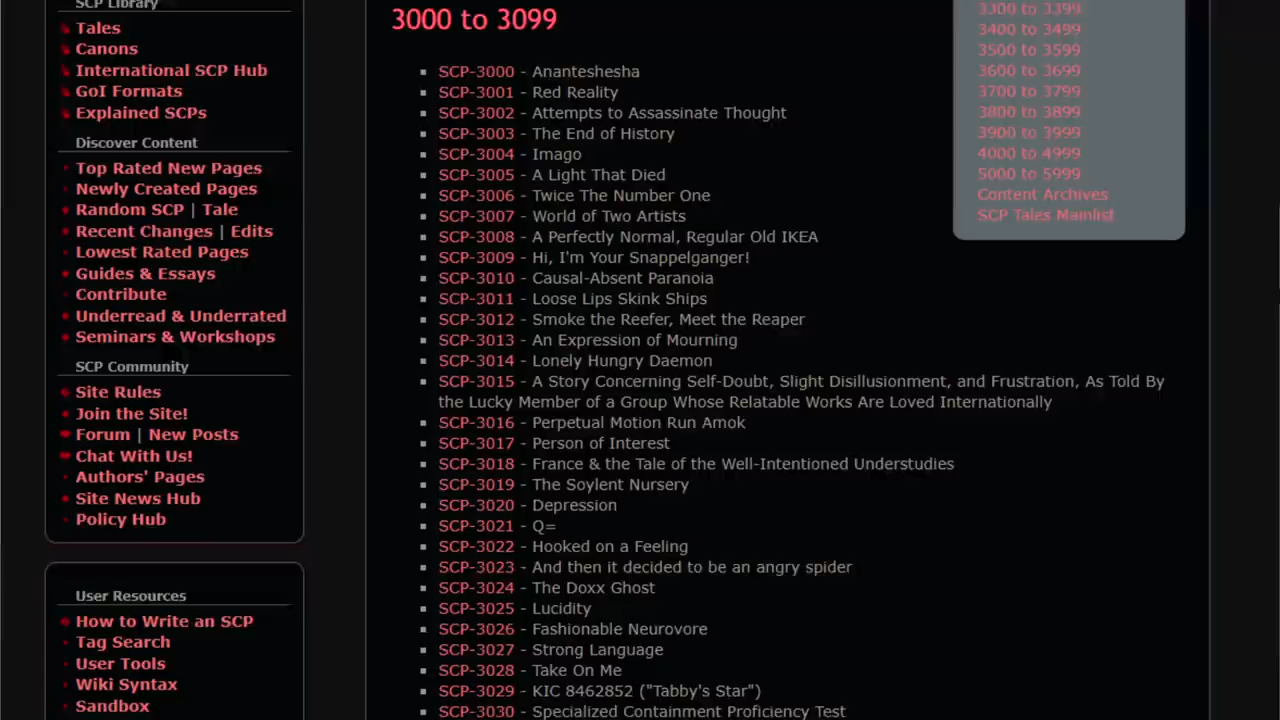 SCP Library
Tales
Canons
International SCP Hub
GoI Formats
Explained SCPs
Discover Content
Top Rated New Pages
Newly Created Pages
Random SCP | Tale
Recent Changes | Edits
Lowest Rated Pages
Guides & Essays
Contribute
Underread & Underrated
Seminars & Workshops
SCP Community
Site Rules
Join the Site!
Forum | New Posts
Chat With Us!
Authors' Pages
Site News Hub
Policy Hub
User Resources
How to Write an SCP
Tag Search
User Tools
Wiki Syntax
Sandbox
3000 to 3099
SCP-3000 - Ananteshesha
SCP-3001 - Red Reality
SCP-3002 - Attempts to Assassinate Thought
SCP-3003 - The End of History
SCP-3004 - Imago
SCP-3005 - A Light That Died
SCP-3006 - Twice The Number One
SCP-3007 - World of Two Artists
SCP-3008 - A Perfectly Normal, Regular Old IKEA
SCP-3009 - Hi, I'm Your Snappelganger!
SCP-3010 - Causal-Absent Paranoia
SCP-3011 - Loose Lips Skink Ships
SCP-3012 - Smoke the Reefer, Meet the Reaper
SCP-3013 - An Expression of Mourning
SCP-3014 - Lonely Hungry Daemon
SCP-3015 - A Story Concerning Self-Doubt, Slight Disillusionment, and Frustration, As Told By
the Lucky Member of a Group Whose Relatable Works Are Loved Internationally
SCP-3016 - Perpetual Motion Run Amok
SCP-3017 - Person of Interest
SCP-3018 - France & the Tale of the Well-Intentioned Understudies
SCP-3019 - The Soylent Nursery
SCP-3020 - Depression
SCP-3021 - Q=
SCP-3022 - Hooked on a Feeling
SCP-3023 - And then it decided to be an angry spider
SCP-3024 - The Doxx Ghost
SCP-3025 - Lucidity
SCP-3026 - Fashionable Neurovore
SCP-3027 - Strong Language
SCP-3028 - Take On Me
SCP-3029 - KIC 8462852 ("Tabby's Star")
SCP-3030 - Specialized Containment Proficiency Test
3300 to 3399
3400 to 3499
3500 to 3599
3600 to 3699
3700 to 3799
3800 to 3899
3900 to 3999
4000 to 4999
5000 to 5999
Content Archives
SCP Tales Mainlist